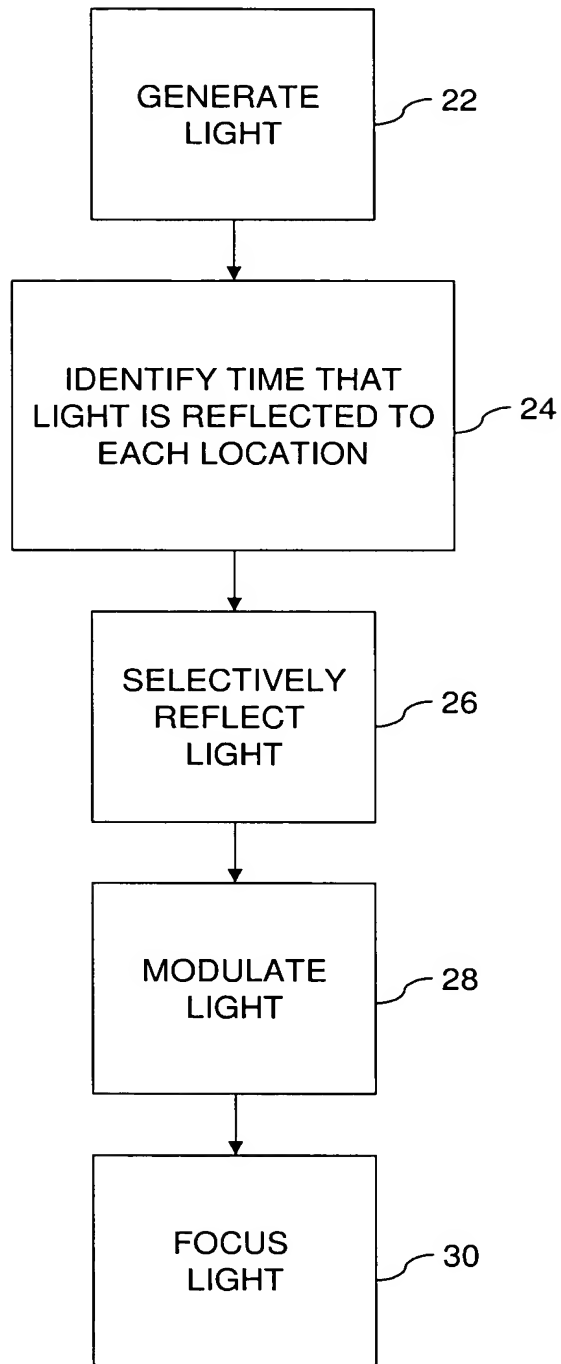 GENERATE
LIGHT
22
IDENTIFY TIME THAT
LIGHT IS REFLECTED TO
EACH LOCATION
24
SELECTIVELY
REFLECT
LIGHT
26
MODULATE
LIGHT
28
FOCUS
LIGHT
30